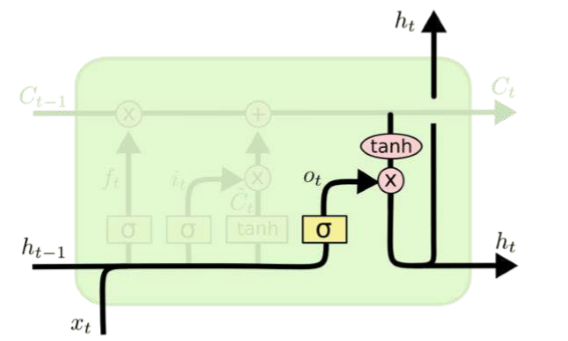 h_t
C_{t-1}
C_t
x
+
tanh
f_t
i_t
x
o_t
x
C̃_t
σ
σ
tanh
σ
h_{t-1}
h_t
x_t